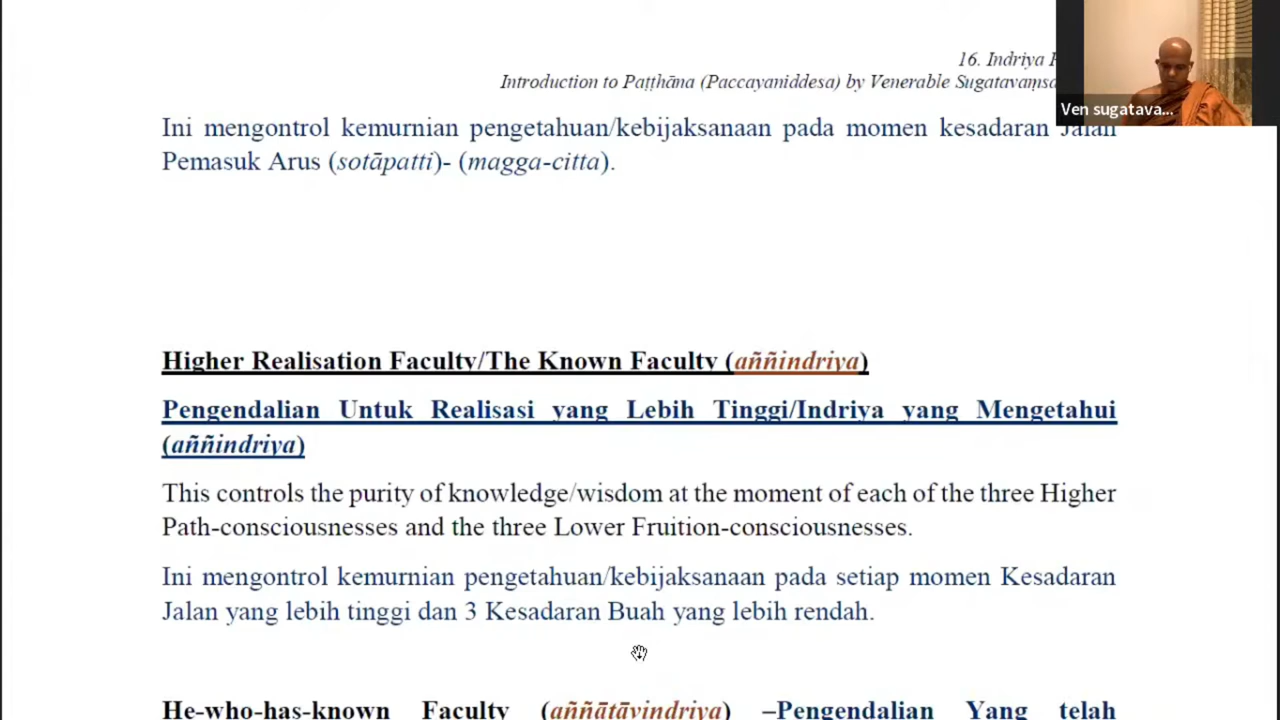 16. Indriya
Introduction to Paṭṭhāna (Paccayaniddesa) by Venerable Sugatavaṃsa
Ven sugatava...
Ini mengontrol kemurnian pengetahuan/kebijaksanaan pada momen kesadaran Jalan
Pemasuk Arus (sotāpatti)- (magga-citta).
Higher Realisation Faculty/The Known Faculty (aññindriya)
Pengendalian Untuk Realisasi yang Lebih Tinggi/Indriya yang Mengetahui
(aññindriya)
This controls the purity of knowledge/wisdom at the moment of each of the three Higher
Path-consciousnesses and the three Lower Fruition-consciousnesses.
Ini mengontrol kemurnian pengetahuan/kebijaksanaan pada setiap momen Kesadaran
Jalan yang lebih tinggi dan 3 Kesadaran Buah yang lebih rendah.
He-who-has-known Faculty (aññātāvindriya) –Pengendalian Yang telah